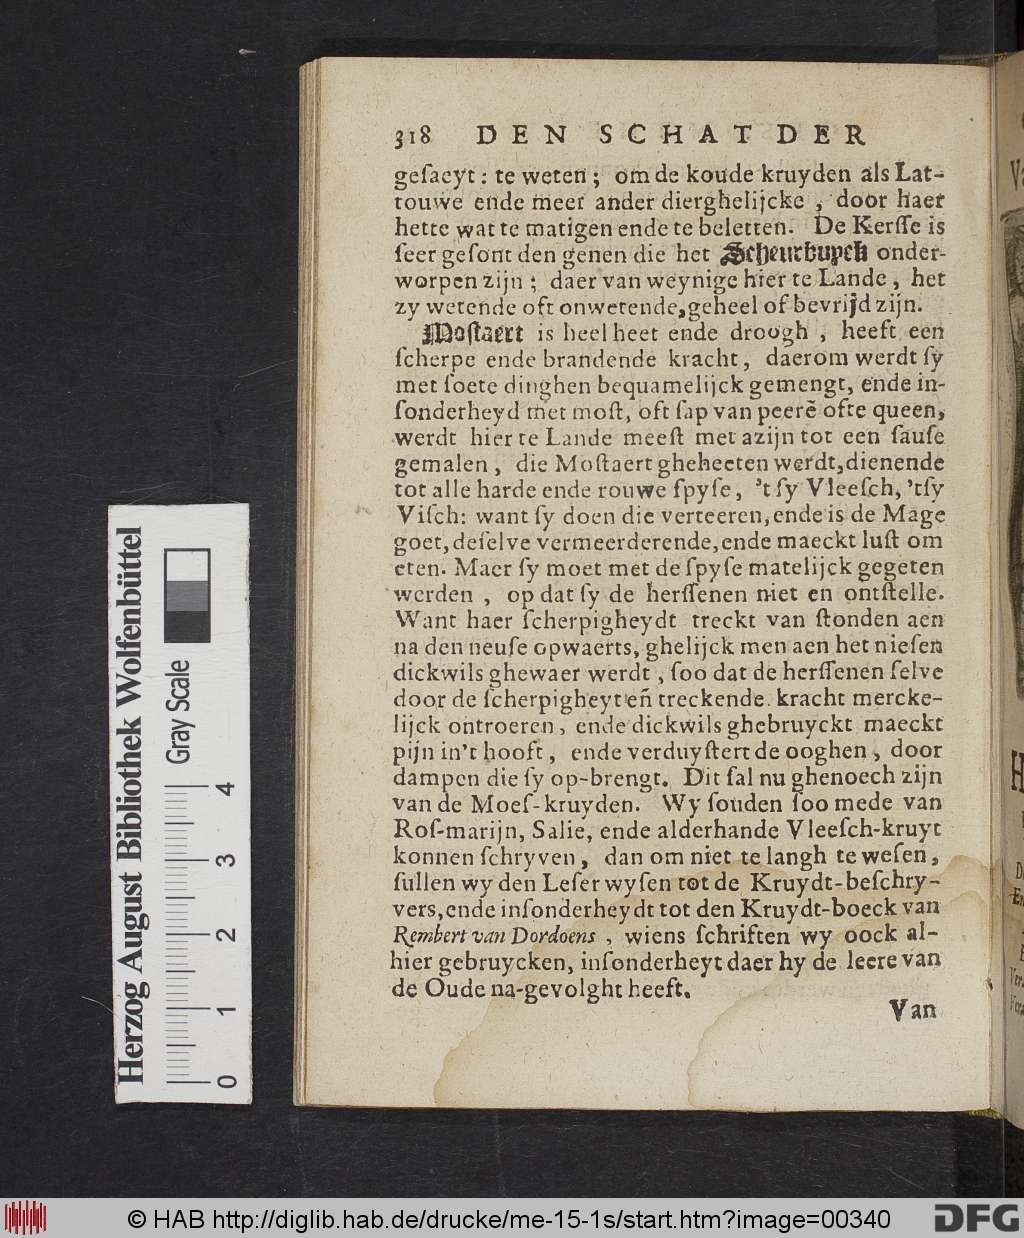 318 DEN SCHAT DER
geſaeyt: te weten; om de koude kruyden als Lat-
touwe ende meer ander dierghelijcke, door haer
hette wat te matigen ende te beletten. De Kerſſe is
ſeer geſont den genen die het Scheurbuyck onder-
worpen zijn; daer van weynige hier te Lande, het
zy wetende oft onwetende, geheel of bevrijd zijn.
Moſtaert is heel heet ende droogh, heeft een
ſcherpe ende brandende kracht, daerom werdt ſy
met ſoete dinghen bequamelijck gemengt, ende in-
ſonderheyd met moſt, oft ſap van peerē ofte queen,
werdt hier te Lande meeſt met azijn tot een ſauſe
gemalen, die Moſtaert gheheeten werdt, dienende
tot alle harde ende rouwe ſpyſe, 't ſy Vleeſch, 'tſy
Viſch: want ſy doen die verteeren, ende is de Mage
goet, deſelve vermeerderende, ende maeckt luſt om
eten. Maer ſy moet met de ſpyſe matelijck gegeten
werden, op dat ſy de herſſenen niet en ontſtelle.
Want haer ſcherpigheydt treckt van ſtonden aen
na den neuſe opwaerts, ghelijck men aen het nieſen
dickwils ghewaer werdt, ſoo dat de herſſenen ſelve
door de ſcherpigheyt en̄ treckende kracht mercke-
lijck ontroeren, ende dickwils ghebruyckt maeckt
pijn in't hooft, ende verduyſtert de ooghen, door
dampen die ſy op-brengt. Dit ſal nu ghenoech zijn
van de Moeſ-kruyden. Wy ſouden ſoo mede van
Roſ-marijn, Salie, ende alderhande Vleeſch-kruyt
konnen ſchryven, dan om niet te langh te weſen,
ſullen wy den Leſer wyſen tot de Kruydt-beſchry-
vers, ende inſonderheydt tot den Kruydt-boeck van
Rembert van Dordoens, wiens ſchriften wy oock al-
hier gebruycken, inſonderheyt daer hy de leere van
de Oude na-gevolght heeft.
Van
Herzog August Bibliothek Wolfenbüttel
Gray Scale
0 1 2 3 4
© HAB http://diglib.hab.de/drucke/me-15-1s/start.htm?image=00340
DFG